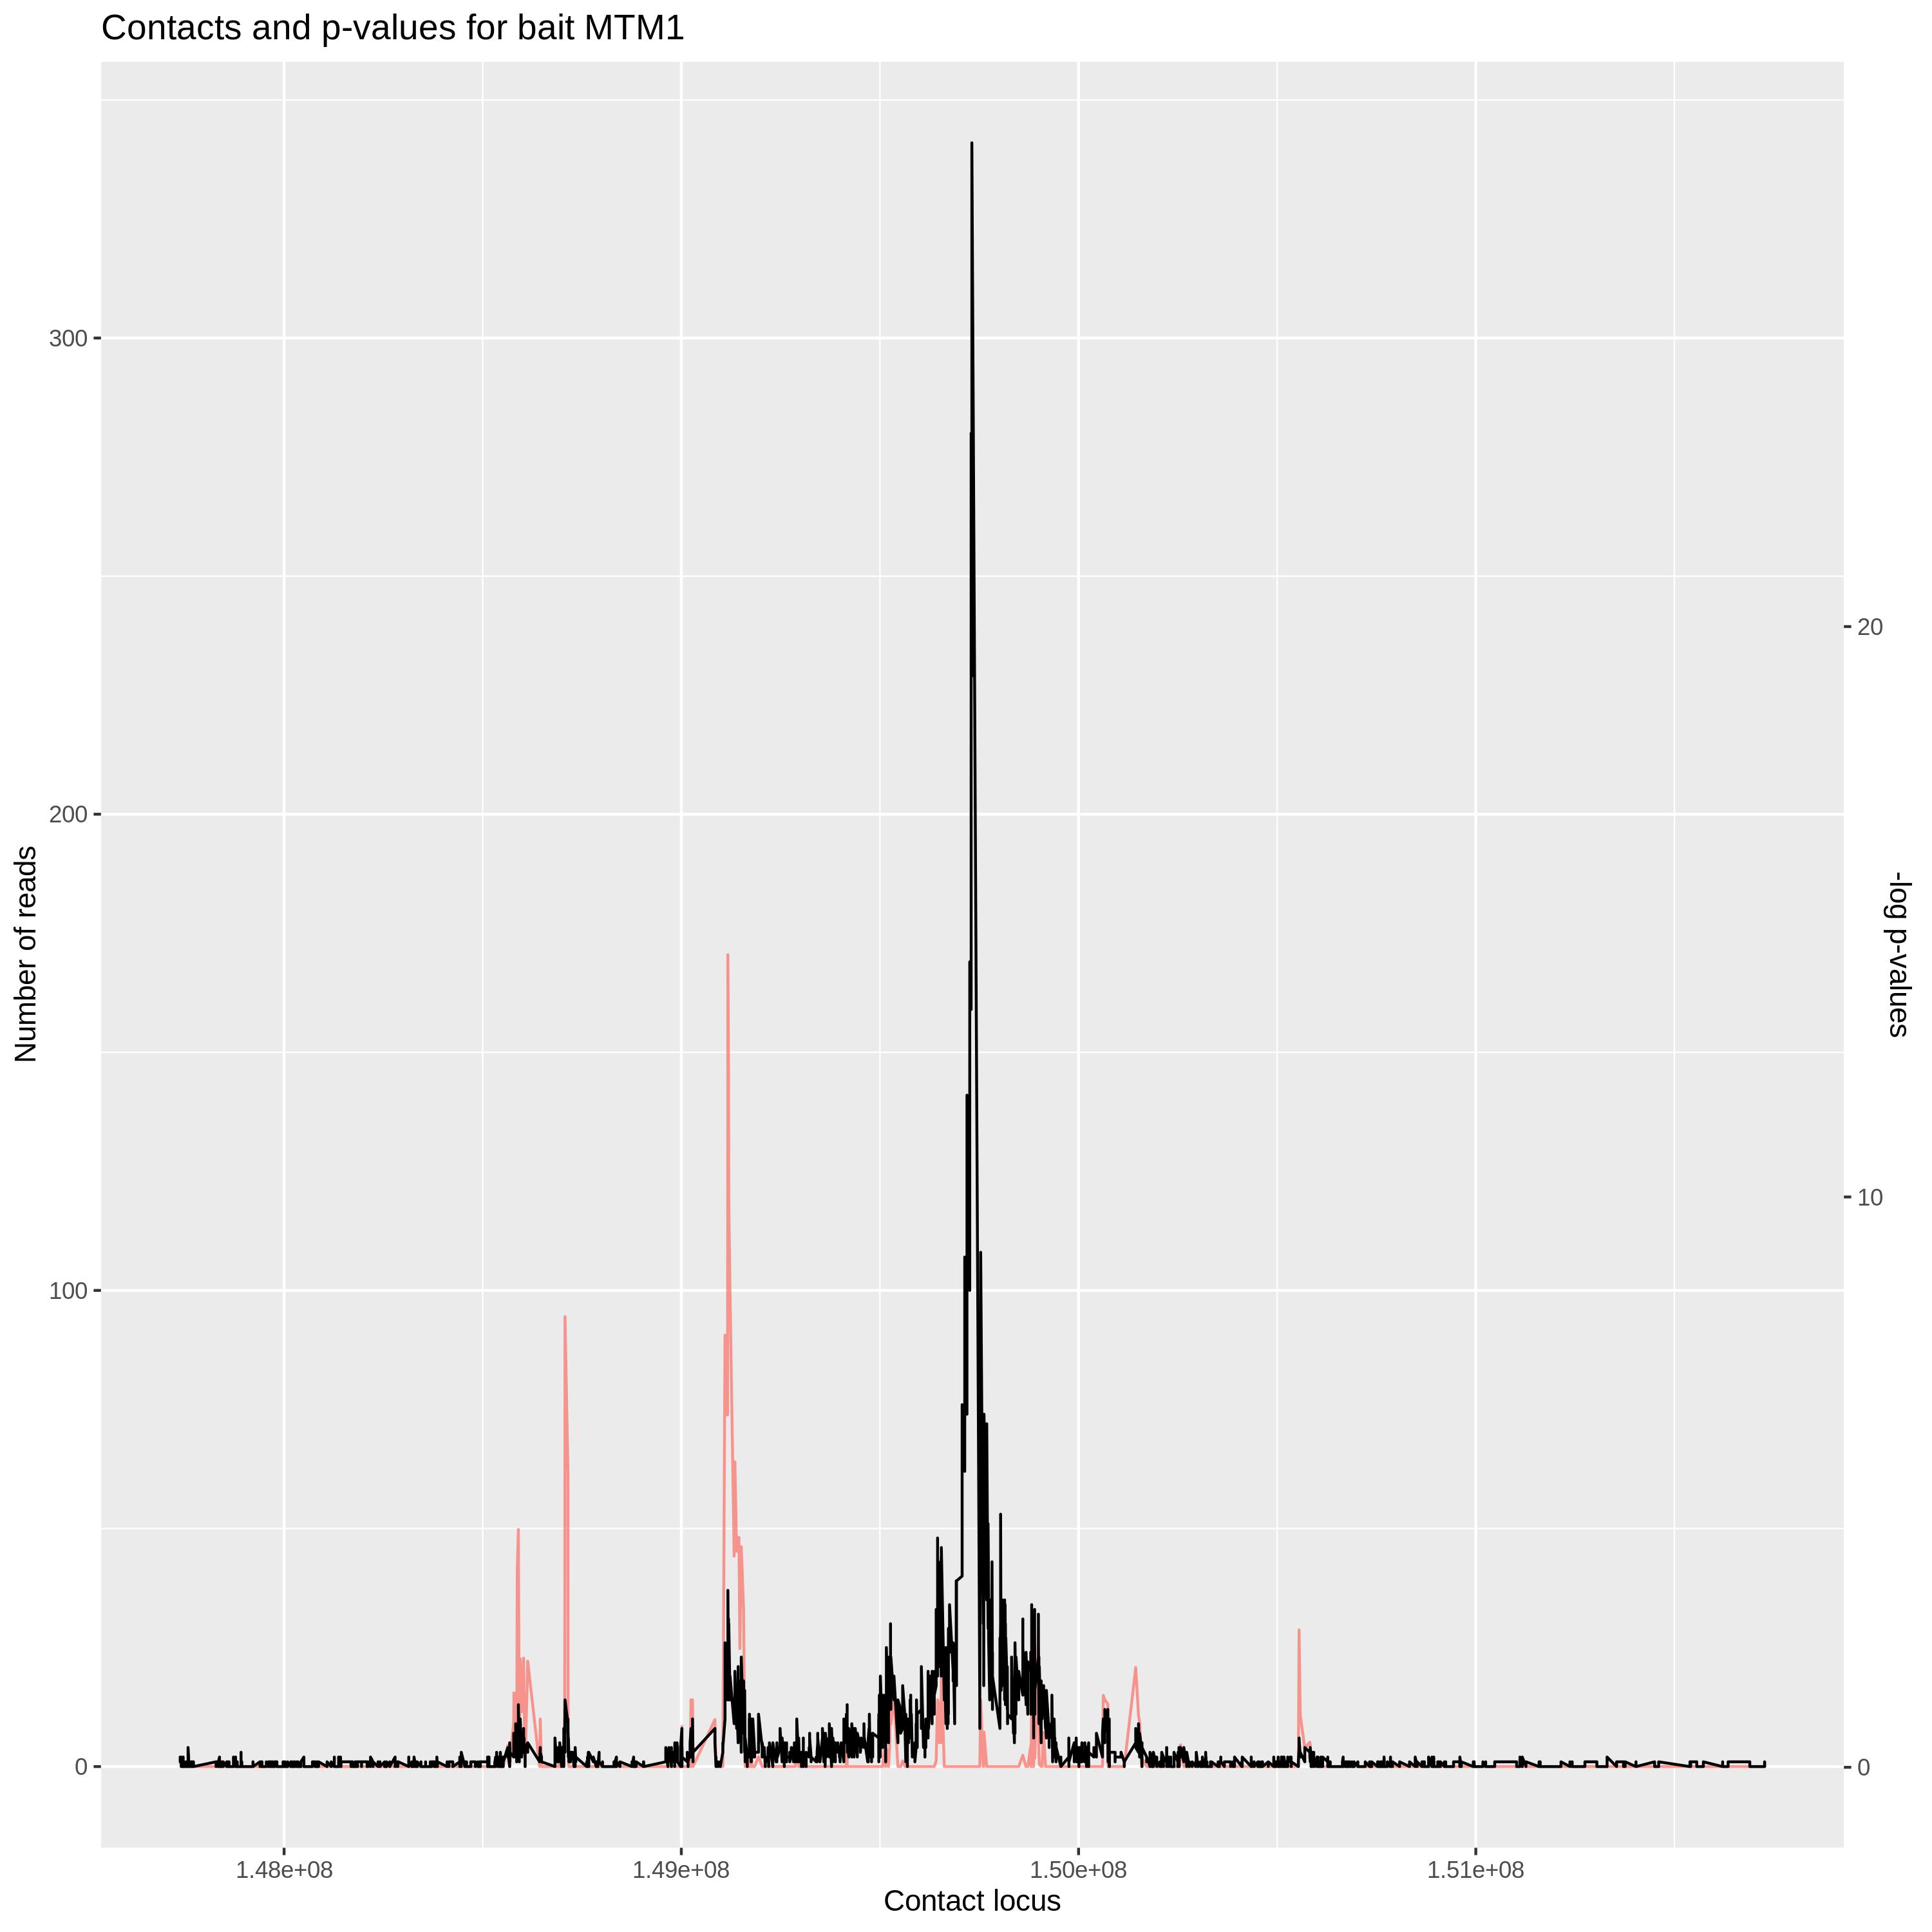 Contacts and p-values for bait MTM1
300
200
100
0
Number of reads
20
10
0
-log p-values
1.48e+08
1.49e+08
1.50e+08
1.51e+08
Contact locus